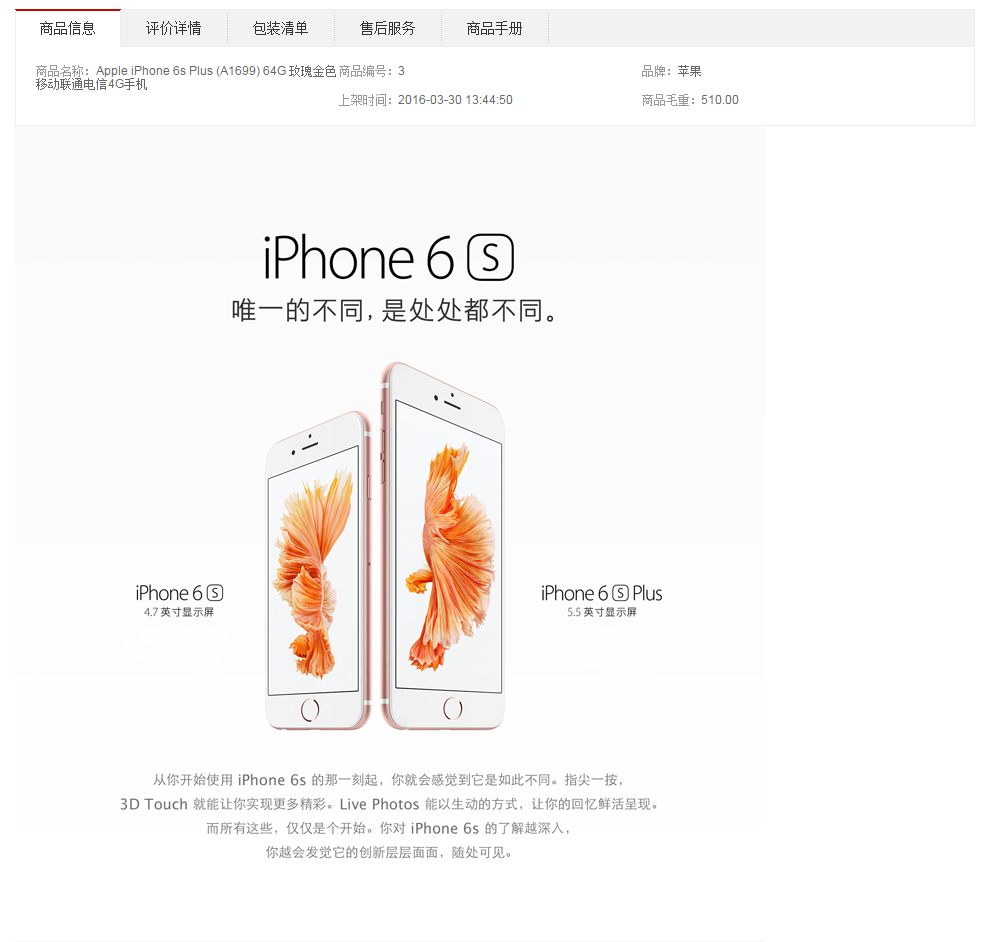 商品信息 评价详情 包装清单 售后服务 商品手册
商品名称：Apple iPhone 6s Plus (A1699) 64G 玫瑰金色 商品编号：3 品牌：苹果
移动联通电信4G手机
上架时间：2016-03-30 13:44:50 商品毛重：510.00
iPhone 6 S
唯一的不同，是处处都不同。
iPhone 6 S
4.7 英寸显示屏
iPhone 6 S Plus
5.5 英寸显示屏
从你开始使用 iPhone 6s 的那一刻起，你就会感觉到它是如此不同。指尖一按，
3D Touch 就能让你实现更多精彩。Live Photos 能以生动的方式，让你的回忆鲜活呈现。
而所有这些，仅仅是个开始。你对 iPhone 6s 的了解越深入，
你越会发觉它的创新层层面面，随处可见。